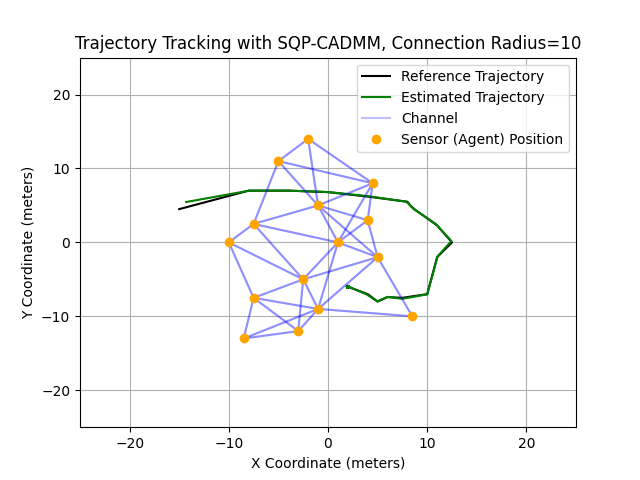 Trajectory Tracking with SQP-CADMM, Connection Radius=10
Reference Trajectory
Estimated Trajectory
Channel
Sensor (Agent) Position
Y Coordinate (meters)
20
10
0
−10
−20
−20
−10
0
10
20
X Coordinate (meters)